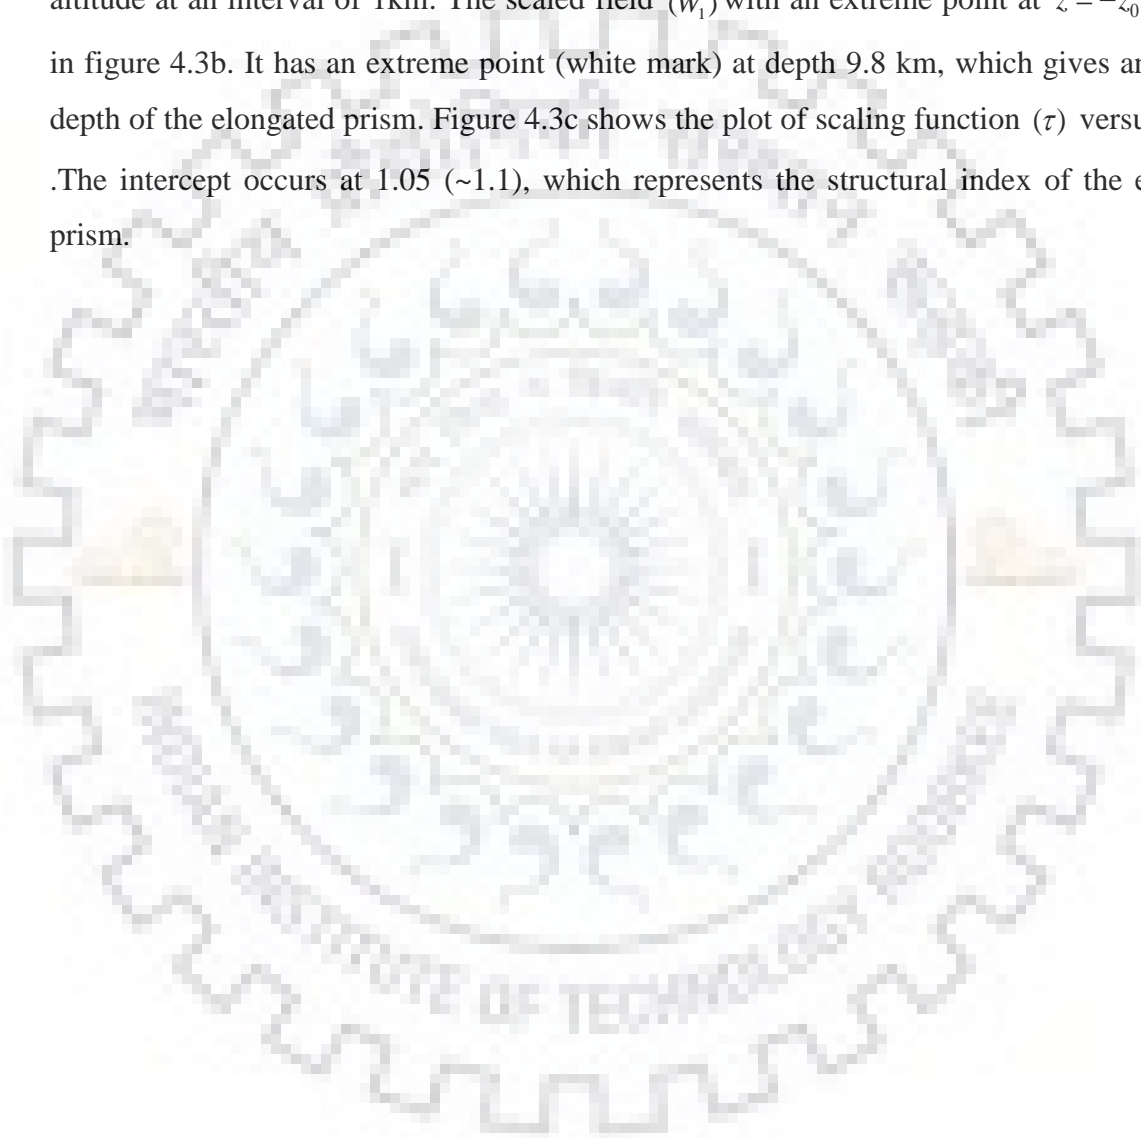 altitude at an interval of 1km. The scaled field (W₁) with an extreme point at z = −z₀
in figure 4.3b. It has an extreme point (white mark) at depth 9.8 km, which gives
depth of the elongated prism. Figure 4.3c shows the plot of scaling function (τ)
.The intercept occurs at 1.05 (~1.1), which represents the structural index of the
prism.
INSTITUTE OF TECHNOLOGY